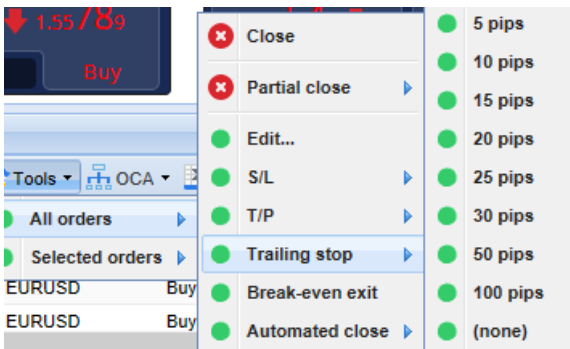 1.55789
Buy
Tools
OCA
All orders
Selected orders
EURUSD Buy
EURUSD Buy
Close
Partial close
Edit...
S/L
T/P
Trailing stop
Break-even exit
Automated close
5 pips
10 pips
15 pips
20 pips
25 pips
30 pips
50 pips
100 pips
(none)